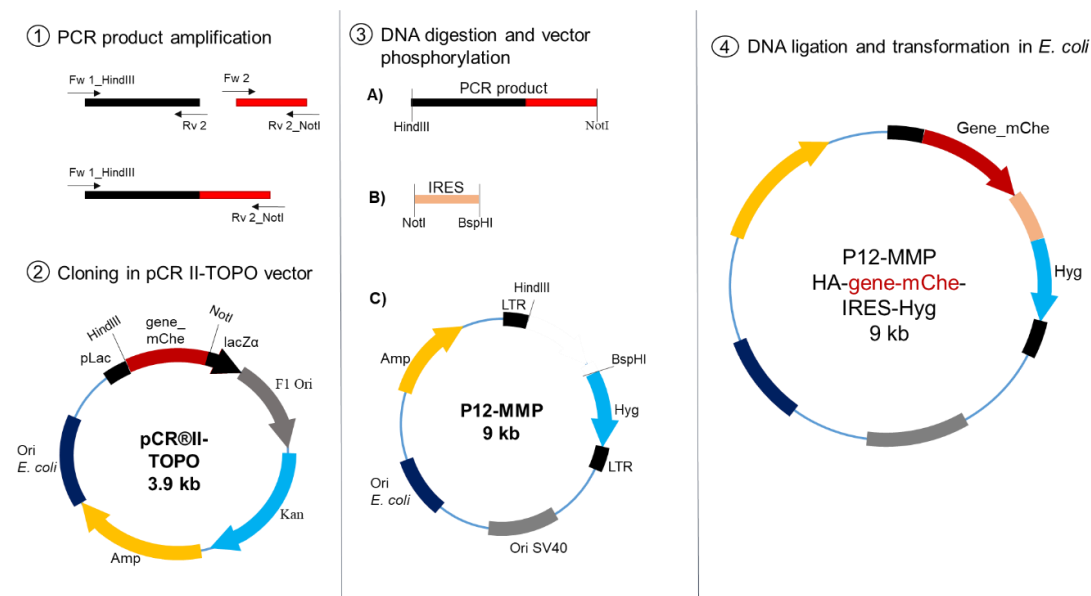 ① PCR product amplification
Fw 1_HindIII
Fw 2
Rv 2
Rv 2_NotI
Fw 1_HindIII
Rv 2_NotI
② Cloning in pCR II-TOPO vector
HindIII
gene_
mChe
NotI
pLac
lacZα
F1 Ori
Ori
E. coli
pCR®II-
TOPO
3.9 kb
Kan
Amp
③ DNA digestion and vector
phosphorylation
A)
PCR product
HindIII
NotI
B)
IRES
NotI
BspHI
C)
HindIII
LTR
Amp
BspHI
P12-MMP
9 kb
Hyg
LTR
Ori
E. coli
Ori SV40
④ DNA ligation and transformation in E. coli
Gene_mChe
P12-MMP
HA-gene-mChe-
IRES-Hyg
9 kb
Hyg